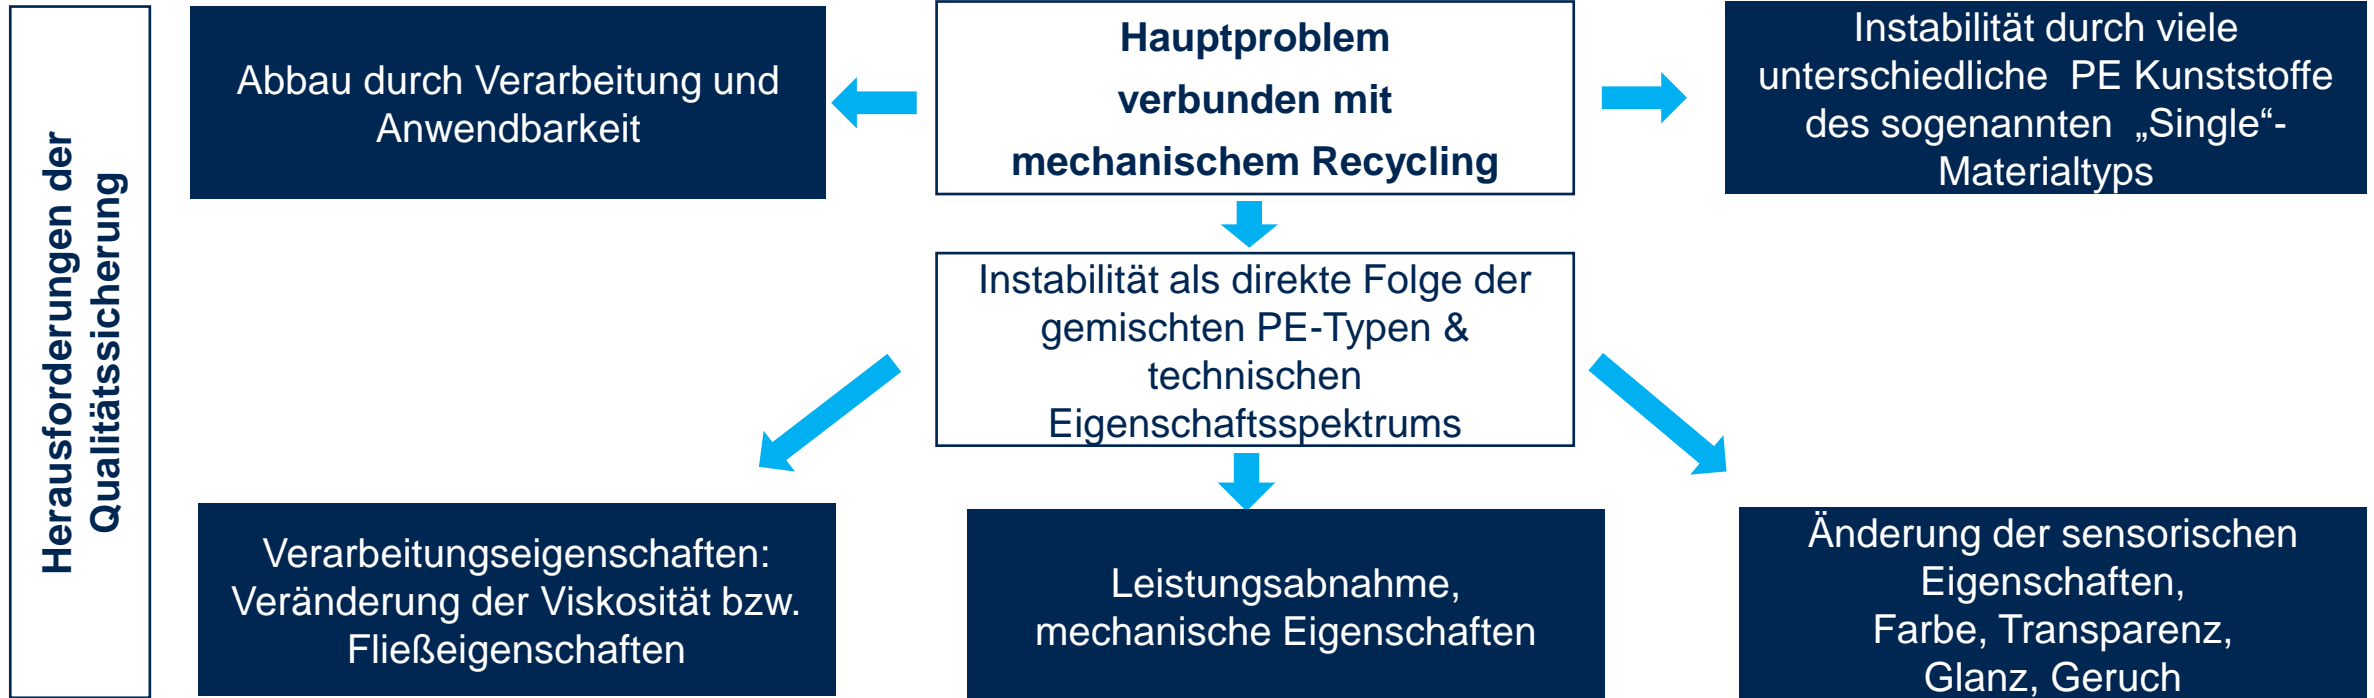 Herausforderungen der
Qualitätssicherung
Abbau durch Verarbeitung und
Anwendbarkeit
Hauptproblem
verbunden mit
mechanischem Recycling
Instabilität durch viele
unterschiedliche PE Kunststoffe
des sogenannten „Single“-
Materialtyps
Instabilität als direkte Folge der
gemischten PE-Typen &
technischen
Eigenschaftsspektrums
Verarbeitungseigenschaften:
Veränderung der Viskosität bzw.
Fließeigenschaften
Leistungsabnahme,
mechanische Eigenschaften
Änderung der sensorischen
Eigenschaften,
Farbe, Transparenz,
Glanz, Geruch